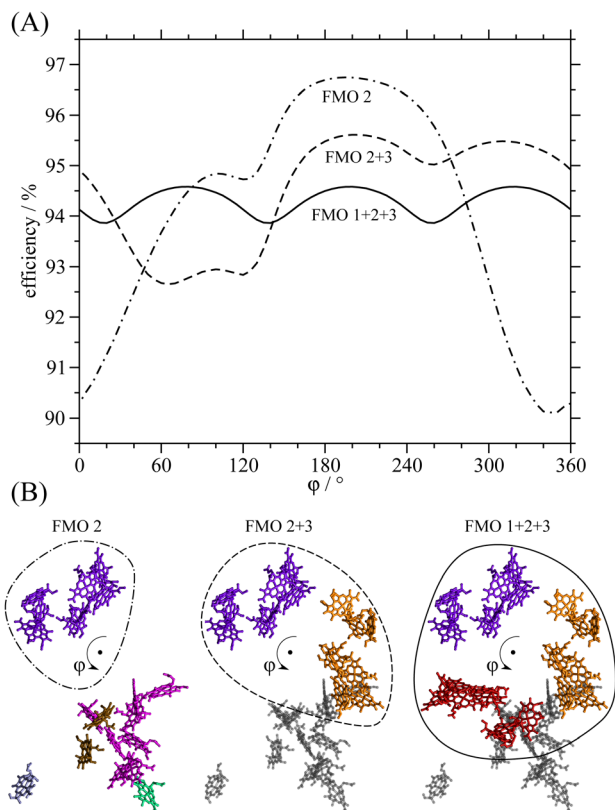 (A)
97
96
95
94
93
92
91
90
efficiency / %
FMO 2
FMO 2+3
FMO 1+2+3
0 60 120 180 240 300 360
φ / °
(B)
FMO 2 FMO 2+3 FMO 1+2+3
φ φ φ